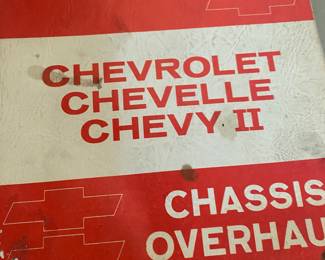 CHEVROLET
CHEVELLE
CHEVY II
CHASSIS
OVERHAU